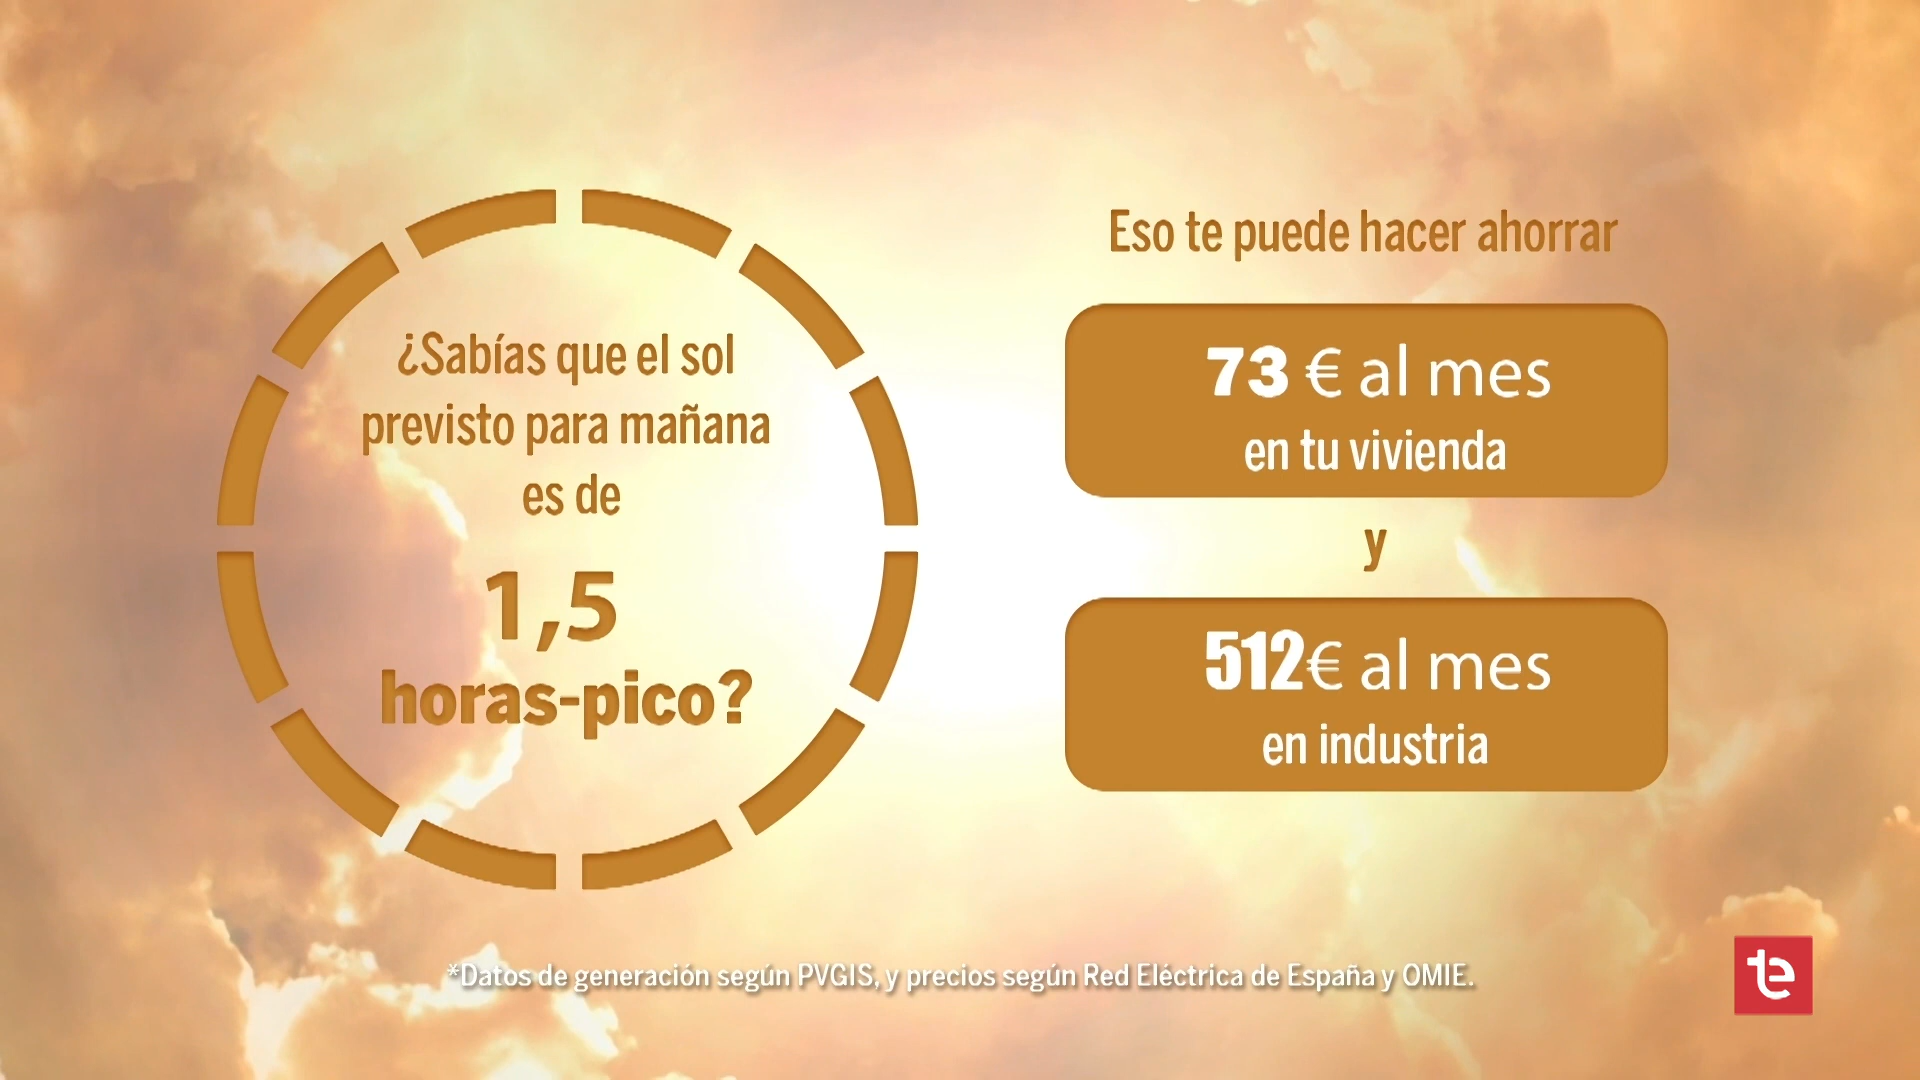 ¿Sabías que el sol
previsto para mañana
es de
1,5
horas-pico?
Eso te puede hacer ahorrar
73 € al mes
en tu vivienda
y
512€ al mes
en industria
*Datos de generación según PVGIS, y precios según Red Eléctrica de España y OMIE.
te